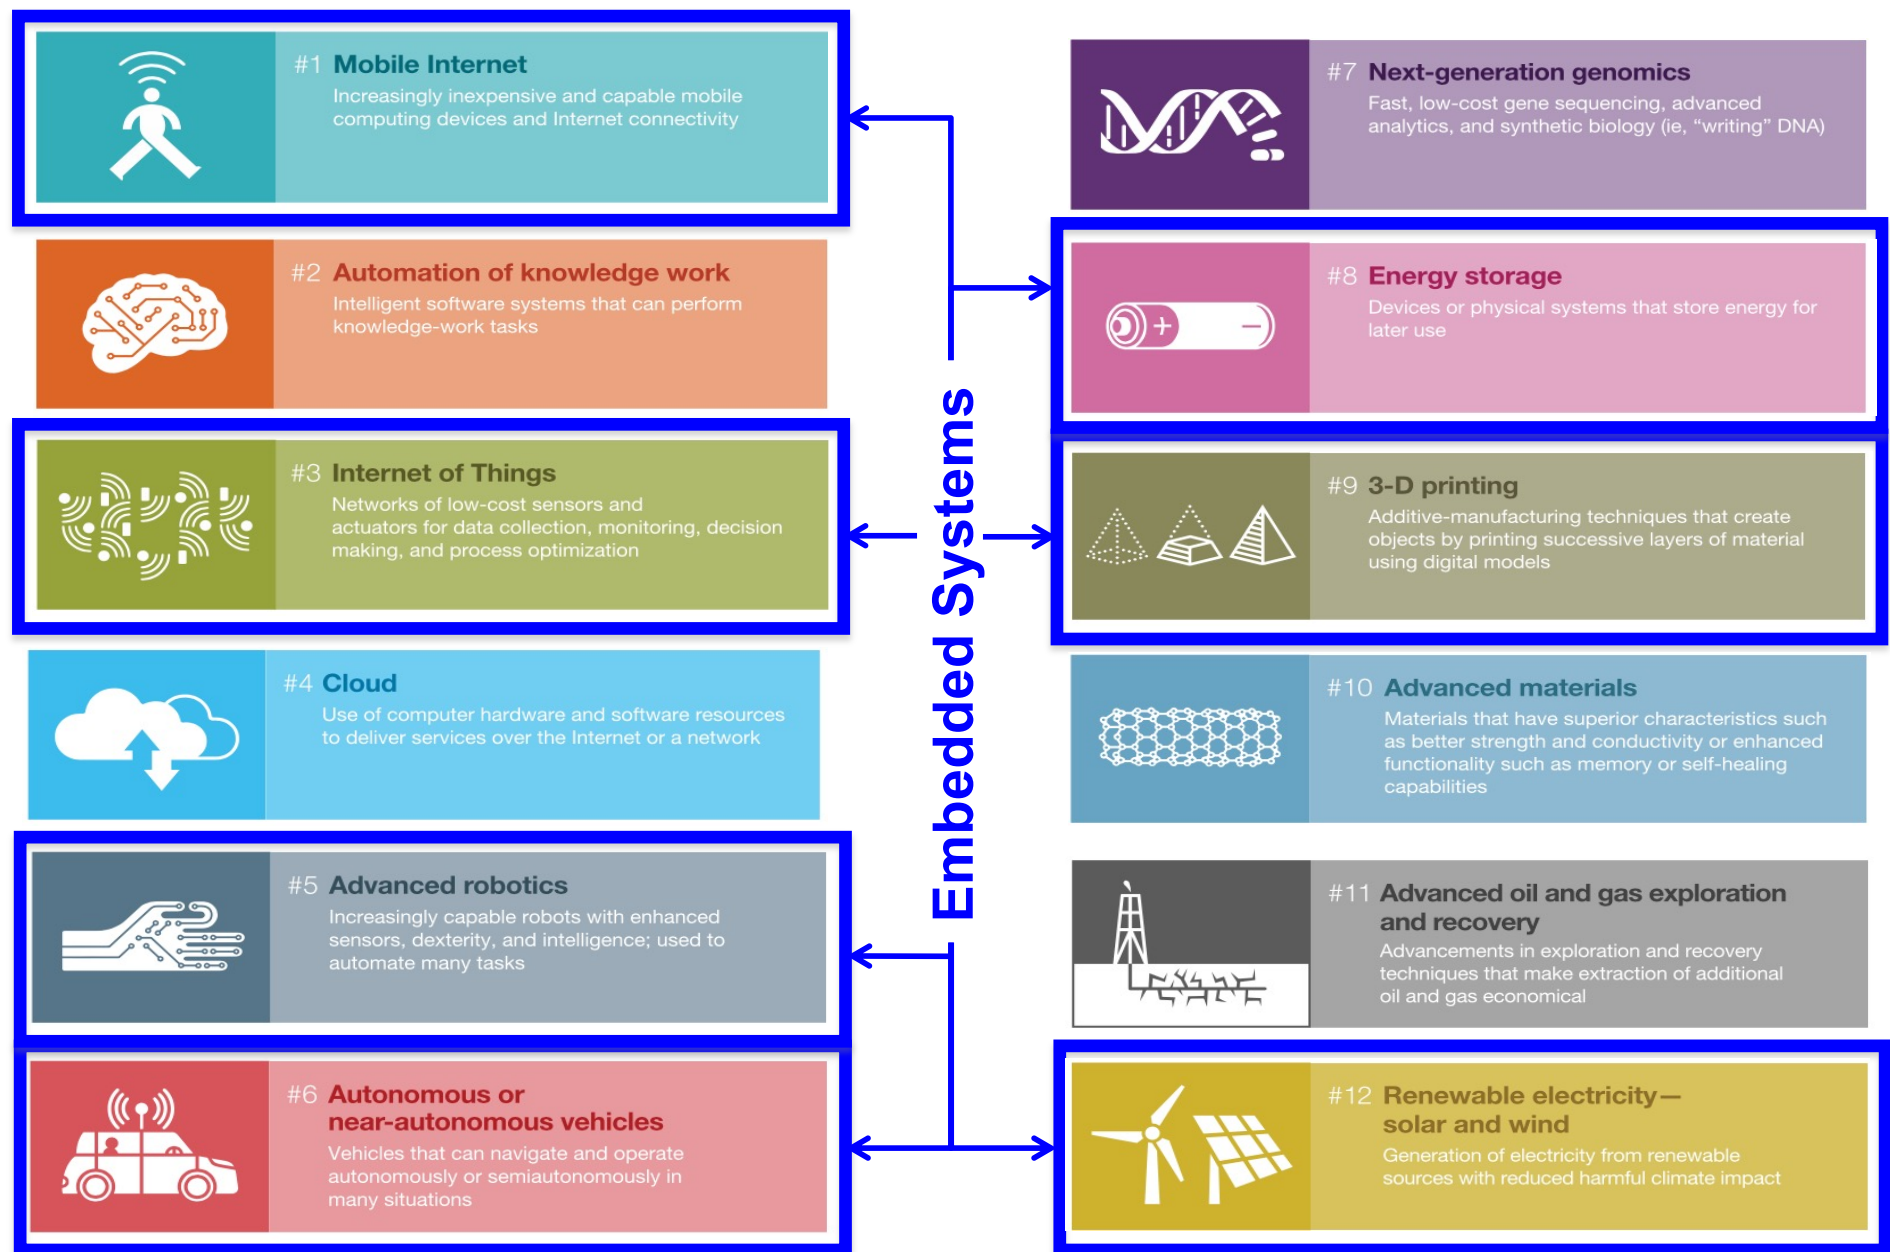 #1 Mobile Internet
Increasingly inexpensive and capable mobile
computing devices and Internet connectivity
#2 Automation of knowledge work
Intelligent software systems that can perform
knowledge-work tasks
#3 Internet of Things
Networks of low-cost sensors and
actuators for data collection, monitoring, decision
making, and process optimization
#4 Cloud
Use of computer hardware and software resources
to deliver services over the Internet or a network
#5 Advanced robotics
Increasingly capable robots with enhanced
sensors, dexterity, and intelligence; used to
automate many tasks
#6 Autonomous or
near-autonomous vehicles
Vehicles that can navigate and operate
autonomously or semiautonomously in
many situations
Embedded Systems
#7 Next-generation genomics
Fast, low-cost gene sequencing, advanced
analytics, and synthetic biology (ie, “writing” DNA)
#8 Energy storage
Devices or physical systems that store energy for
later use
#9 3-D printing
Additive-manufacturing techniques that create
objects by printing successive layers of material
using digital models
#10 Advanced materials
Materials that have superior characteristics such
as better strength and conductivity or enhanced
functionality such as memory or self-healing
capabilities
#11 Advanced oil and gas exploration
and recovery
Advancements in exploration and recovery
techniques that make extraction of additional
oil and gas economical
#12 Renewable electricity—
solar and wind
Generation of electricity from renewable
sources with reduced harmful climate impact